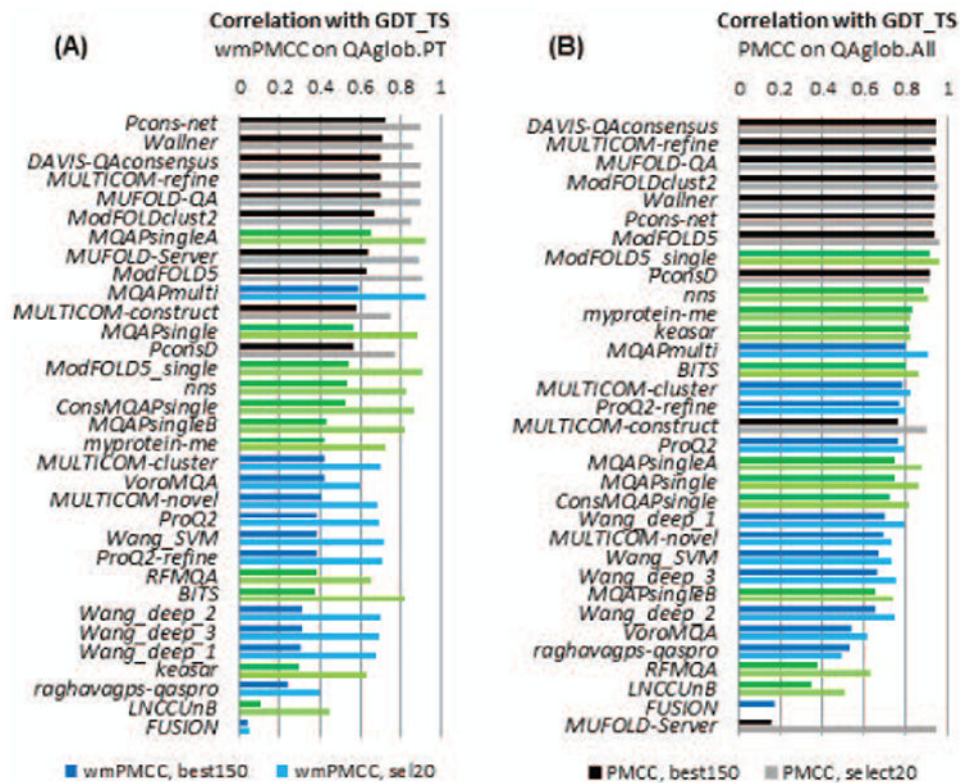 (A)
Correlation with GDT_TS
wmPMCC on QAglob.PT
0 0.2 0.4 0.6 0.8 1
Pcons-net
Wallner
DAVIS-QAconsensus
MULTICOM-refine
MUFOLD-QA
ModFOLDclust2
MQAPsingleA
MUFOLD-Server
ModFOLD5
MQAPmulti
MULTICOM-construct
MQAPsingle
PconsD
ModFOLD5_single
nns
ConsMQAPsingle
MQAPsingleB
myprotein-me
MULTICOM-cluster
VoroMQA
MULTICOM-novel
ProQ2
Wang_SVM
ProQ2-refine
RFMQA
BITS
Wang_deep_2
Wang_deep_3
Wang_deep_1
keasar
raghavagps-qaspro
LNCCUnB
FUSION
wmPMCC, best150 wmPMCC, sel20
(B)
Correlation with GDT_TS
PMCC on QAglob.All
0 0.2 0.4 0.6 0.8 1
DAVIS-QAconsensus
MULTICOM-refine
MUFOLD-QA
ModFOLDclust2
Wallner
Pcons-net
ModFOLD5
ModFOLD5_single
PconsD
nns
myprotein-me
keasar
MQAPmulti
BITS
MULTICOM-cluster
ProQ2-refine
MULTICOM-construct
ProQ2
MQAPsingleA
MQAPsingle
ConsMQAPsingle
Wang_deep_1
MULTICOM-novel
Wang_SVM
Wang_deep_3
MQAPsingleB
Wang_deep_2
VoroMQA
raghavagps-qaspro
RFMQA
LNCCUnB
FUSION
MUFOLD-Server
PMCC, best150 PMCC, select20